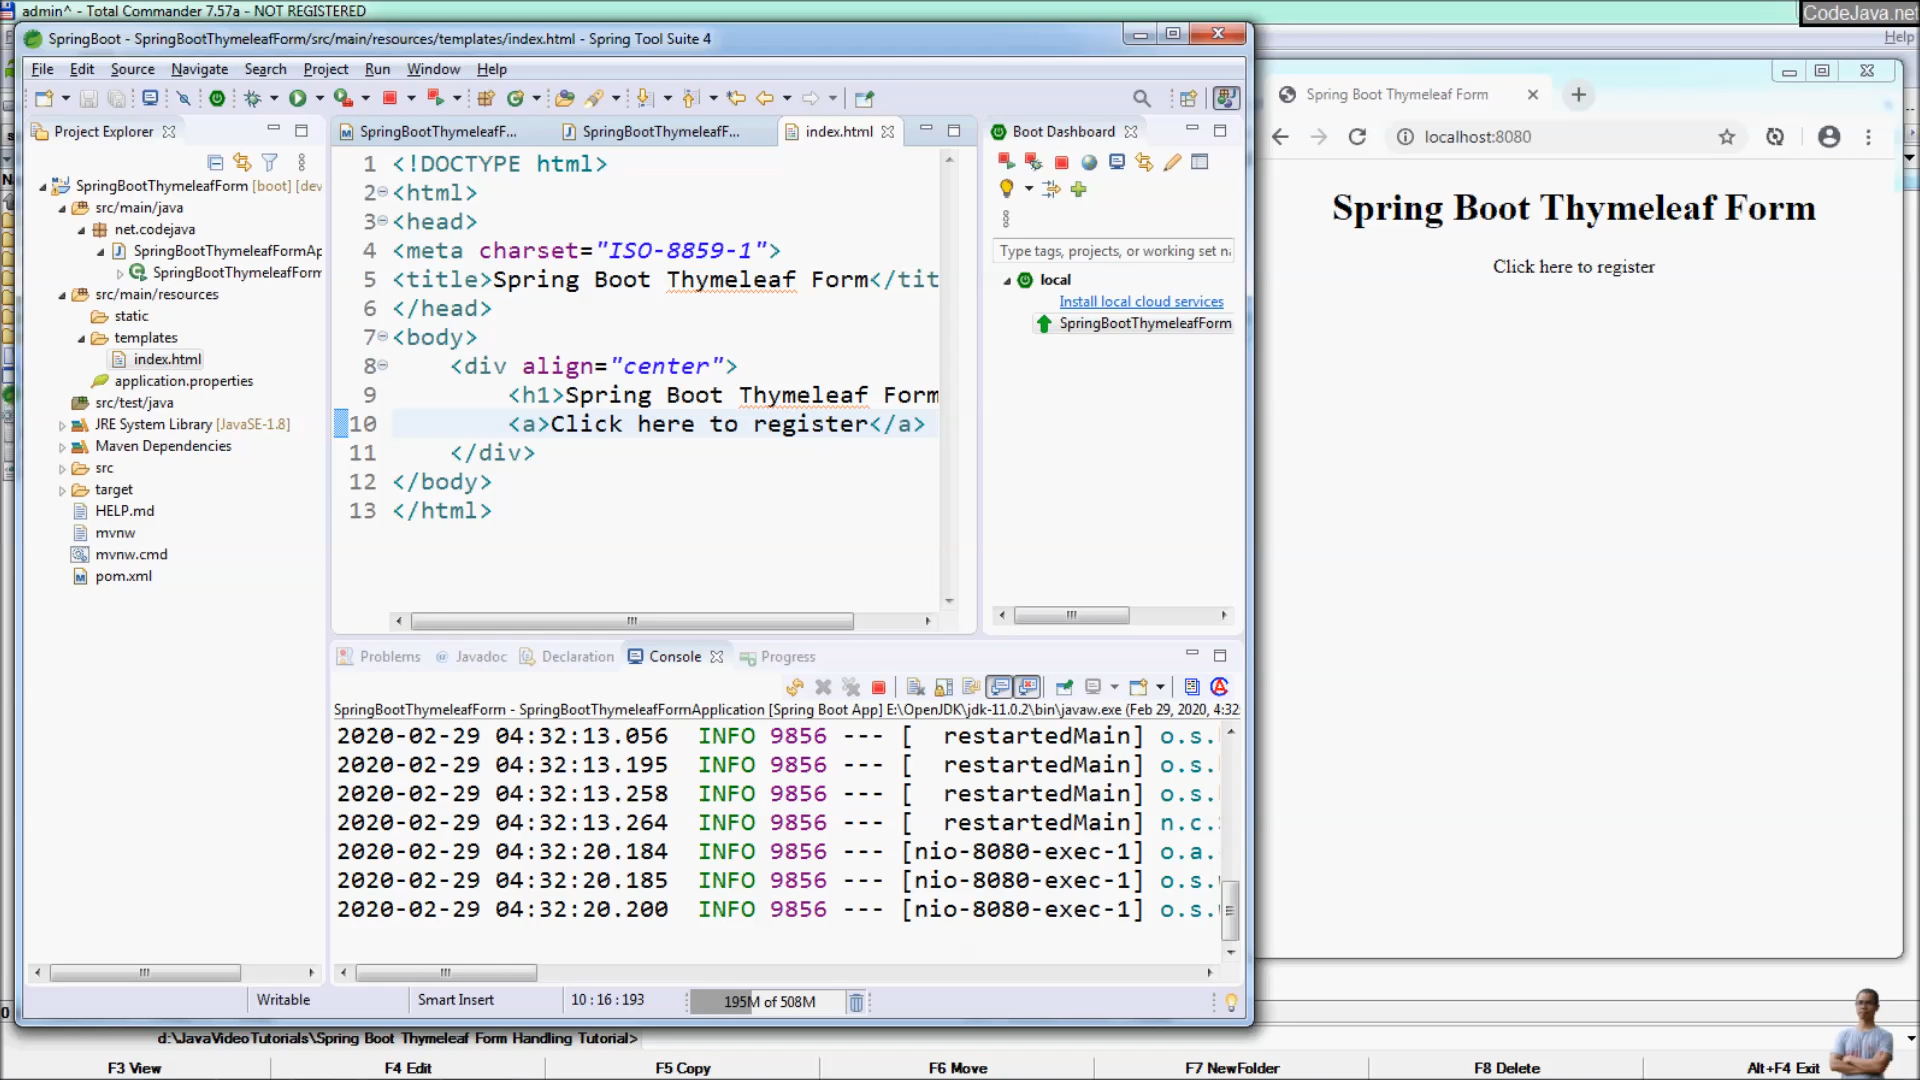 admin^ - Total Commander 7.57a - NOT REGISTERED
CodeJava.net
Help
SpringBoot - SpringBootThymeleafForm/src/main/resources/templates/index.html - Spring Tool Suite 4
File Edit Source Navigate Search Project Run Window Help
Project Explorer
SpringBootThymeleafForm [boot] [dev
src/main/java
net.codejava
SpringBootThymeleafFormAp
SpringBootThymeleafForm
src/main/resources
static
templates
index.html
application.properties
src/test/java
JRE System Library [JavaSE-1.8]
Maven Dependencies
src
target
HELP.md
mvnw
mvnw.cmd
pom.xml
SpringBootThymeleafF... SpringBootThymeleafF... index.html
1 <!DOCTYPE html>
2 <html>
3 <head>
4 <meta charset="ISO-8859-1">
5 <title>Spring Boot Thymeleaf Form</tit
6 </head>
7 <body>
8 <div align="center">
9 <h1>Spring Boot Thymeleaf Form
10 <a>Click here to register</a>
11 </div>
12 </body>
13 </html>
Boot Dashboard
Type tags, projects, or working set n
local
Install local cloud services
SpringBootThymeleafForm
Problems Javadoc Declaration Console Progress
SpringBootThymeleafForm - SpringBootThymeleafFormApplication [Spring Boot App] E:\OpenJDK\jdk-11.0.2\bin\javaw.exe (Feb 29, 2020, 4:32
2020-02-29 04:32:13.056 INFO 9856 --- [ restartedMain] o.s.
2020-02-29 04:32:13.195 INFO 9856 --- [ restartedMain] o.s.
2020-02-29 04:32:13.258 INFO 9856 --- [ restartedMain] o.s.
2020-02-29 04:32:13.264 INFO 9856 --- [ restartedMain] n.c.
2020-02-29 04:32:20.184 INFO 9856 --- [nio-8080-exec-1] o.a.
2020-02-29 04:32:20.185 INFO 9856 --- [nio-8080-exec-1] o.s.
2020-02-29 04:32:20.200 INFO 9856 --- [nio-8080-exec-1] o.s.
Writable Smart Insert 10 : 16 : 193 195M of 508M
Spring Boot Thymeleaf Form
localhost:8080
Spring Boot Thymeleaf Form
Click here to register
d:\JavaVideoTutorials\Spring Boot Thymeleaf Form Handling Tutorial>
F3 View F4 Edit F5 Copy F6 Move F7 NewFolder F8 Delete Alt+F4 Exit